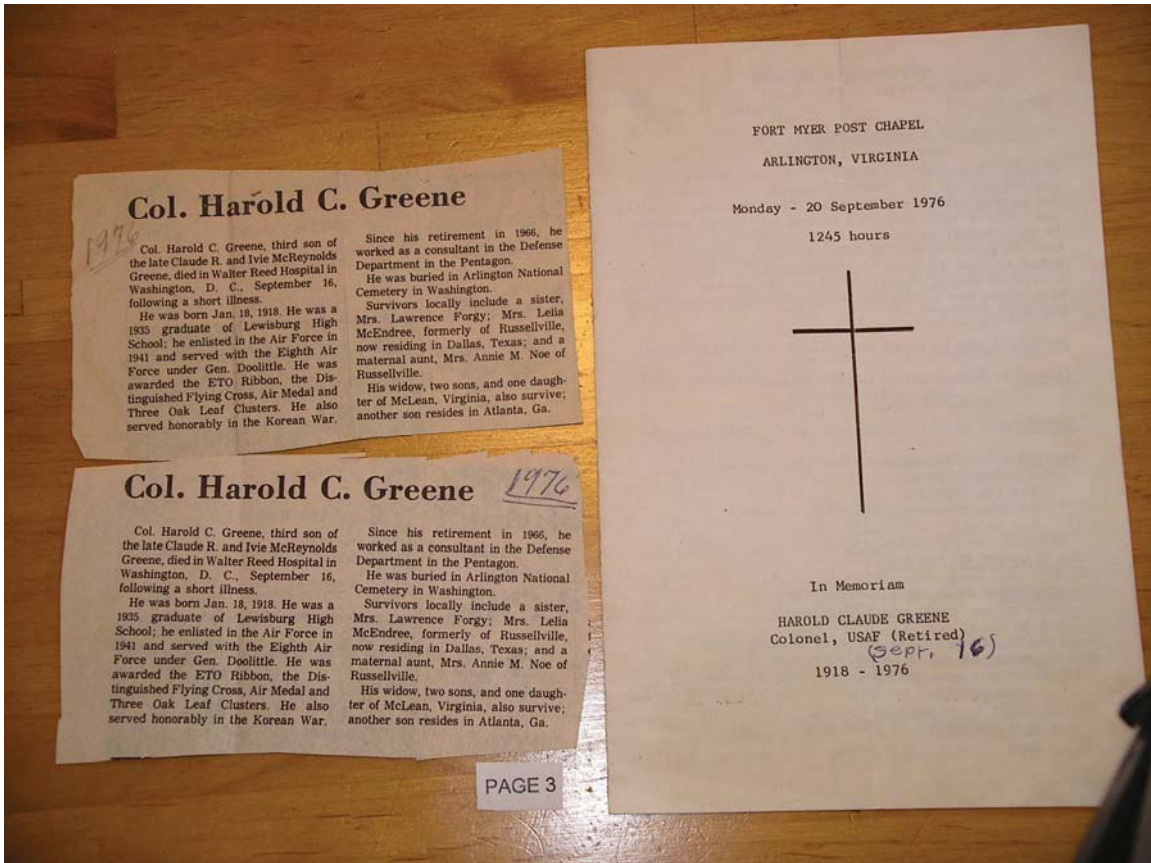 Col. Harold C. Greene
1976
Col. Harold C. Greene, third son of
the late Claude R. and Ivie McReynolds
Greene, died in Walter Reed Hospital in
Washington, D. C., September 16,
following a short illness.
He was born Jan. 18, 1918. He was a
1935 graduate of Lewisburg High
School; he enlisted in the Air Force in
1941 and served with the Eighth Air
Force under Gen. Doolittle. He was
awarded the ETO Ribbon, the Dis-
tinguished Flying Cross, Air Medal and
Three Oak Leaf Clusters. He also
served honorably in the Korean War.
Since his retirement in 1966, he
worked as a consultant in the Defense
Department in the Pentagon.
He was buried in Arlington National
Cemetery in Washington.
Survivors locally include a sister,
Mrs. Lawrence Forgy; Mrs. Lelia
McEndree, formerly of Russellville,
now residing in Dallas, Texas; and a
maternal aunt, Mrs. Annie M. Noe of
Russellville.
His widow, two sons, and one daugh-
ter of McLean, Virginia, also survive;
another son resides in Atlanta, Ga.
Col. Harold C. Greene 1976
Col. Harold C. Greene, third son of
the late Claude R. and Ivie McReynolds
Greene, died in Walter Reed Hospital in
Washington, D. C., September 16,
following a short illness.
He was born Jan. 18, 1918. He was a
1935 graduate of Lewisburg High
School; he enlisted in the Air Force in
1941 and served with the Eighth Air
Force under Gen. Doolittle. He was
awarded the ETO Ribbon, the Dis-
tinguished Flying Cross, Air Medal and
Three Oak Leaf Clusters. He also
served honorably in the Korean War.
Since his retirement in 1966, he
worked as a consultant in the Defense
Department in the Pentagon.
He was buried in Arlington National
Cemetery in Washington.
Survivors locally include a sister,
Mrs. Lawrence Forgy; Mrs. Lelia
McEndree, formerly of Russellville,
now residing in Dallas, Texas; and a
maternal aunt, Mrs. Annie M. Noe of
Russellville.
His widow, two sons, and one daugh-
ter of McLean, Virginia, also survive;
another son resides in Atlanta, Ga.
PAGE 3
FORT MYER POST CHAPEL
ARLINGTON, VIRGINIA
Monday - 20 September 1976
1245 hours
In Memoriam
HAROLD CLAUDE GREENE
Colonel, USAF (Retired)
(Sept. 16)
1918 - 1976